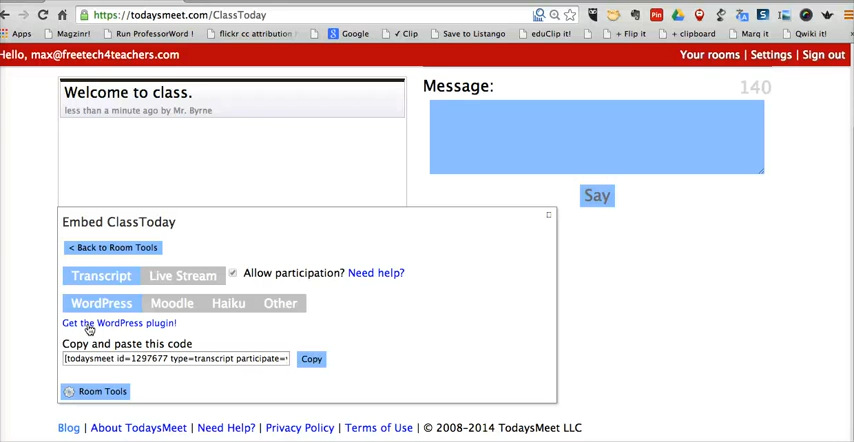 https://todaysmeet.com/ClassToday
Apps Magzinr! Run ProfessorWord ! flickr cc attribution Google ✓ Clip Save to Listango eduClip it! + Flip it + clipboard Marq it Qwiki it!
Hello, max@freetech4teachers.com Your rooms | Settings | Sign out
Welcome to class.
less than a minute ago by Mr. Byrne
Message: 140
Say
Embed ClassToday
< Back to Room Tools
Transcript Live Stream Allow participation? Need help?
WordPress Moodle Haiku Other
Get the WordPress plugin!
Copy and paste this code
[todaysmeet id=1297677 type=transcript participate= Copy
Room Tools
Blog | About TodaysMeet | Need Help? | Privacy Policy | Terms of Use | © 2008-2014 TodaysMeet LLC